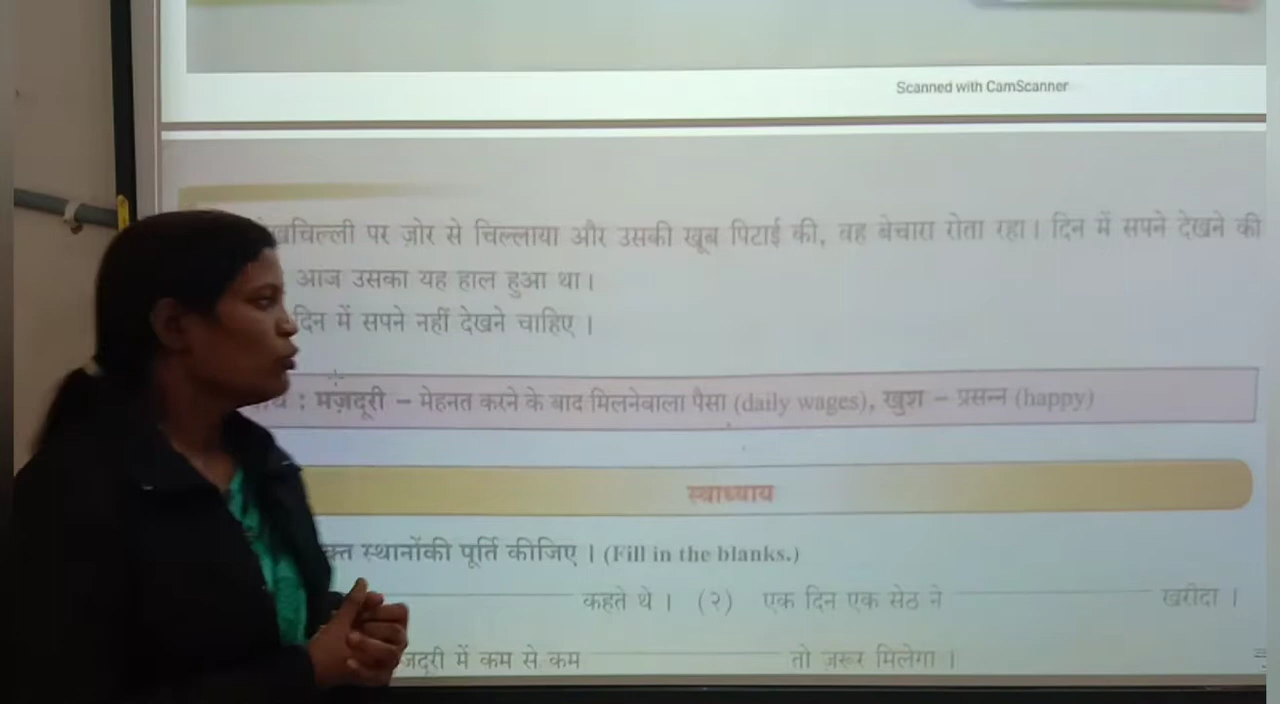 Scanned with CamScanner
खचिल्ली पर ज़ोर से चिल्लाया और उसकी खूब पिटाई की, वह बेचारा रोता रहा। दिन में सपने देखने की
आज उसका यह हाल हुआ था।
दिन में सपने नहीं देखने चाहिए।
: मज़दूरी – मेहनत करने के बाद मिलनेवाला पैसा (daily wages), खुश – प्रसन्न (happy)
स्वाध्याय
क्त स्थानोंकी पूर्ति कीजिए। (Fill in the blanks.)
कहते थे। (२) एक दिन एक सेठ ने खरीदा।
जदूरी में कम से कम तो ज़रूर मिलेगा।